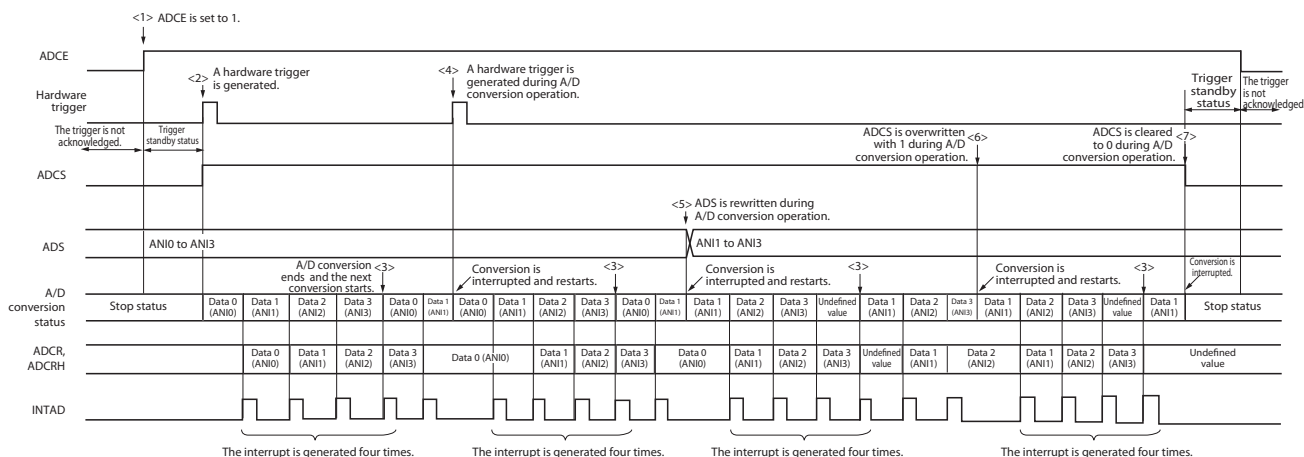 <1> ADCE is set to 1.
ADCE
<2> A hardware trigger
is generated.
<4> A hardware trigger is
generated during A/D
conversion operation.
Hardware
trigger
Trigger
standby
status
The trigger
is not
acknowledged
The trigger is not
acknowledged.
Trigger
standby status
ADCS is overwritten <6>
with 1 during A/D
conversion operation.
ADCS is cleared <7>
to 0 during A/D
conversion operation.
ADCS
<5> ADS is rewritten during
A/D conversion operation.
ADS
ANI0 to ANI3
ANI1 to ANI3
A/D conversion <3>
ends and the next
conversion starts.
Conversion is
interrupted and restarts.
<3>
Conversion is
interrupted and restarts.
<3>
Conversion is
interrupted and restarts.
<3>
Conversion is
interrupted.
A/D
conversion
status
Stop status
Data 0 Data 1 Data 2 Data 3 Data 0 Data 1 Data 0 Data 1 Data 2 Data 3 Data 0 Data 1 Data 1 Data 2 Data 3 Undefined Data 1 Data 2 Data 3 Data 1 Data 2 Data 3 Undefined Data 1
(ANI0) (ANI1) (ANI2) (ANI3) (ANI0) (ANI1) (ANI0) (ANI1) (ANI2) (ANI3) (ANI0) (ANI1) (ANI1) (ANI2) (ANI3) value (ANI1) (ANI2) (ANI3) (ANI1) (ANI2) (ANI3) value (ANI1)
Stop status
ADCR,
ADCRH
Data 0 Data 1 Data 2 Data 3 Data 0 (ANI0) Data 1 Data 2 Data 3 Data 0 Data 1 Data 2 Data 3 Undefined Data 1 Data 2 Data 1 Data 2 Data 3 Undefined
(ANI0) (ANI1) (ANI2) (ANI3) (ANI1) (ANI2) (ANI3) (ANI0) (ANI1) (ANI2) (ANI3) value (ANI1) (ANI2) (ANI1) (ANI2) (ANI3) value
INTAD
The interrupt is generated four times.
The interrupt is generated four times.
The interrupt is generated four times.
The interrupt is generated four times.